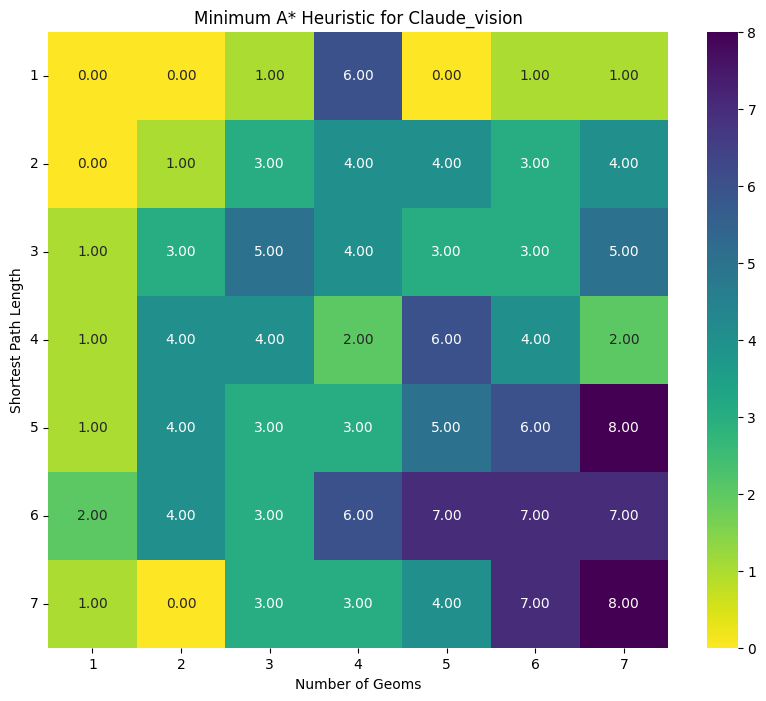 Minimum A* Heuristic for Claude_vision
1 0.00 0.00 1.00 6.00 0.00 1.00 1.00
2 0.00 1.00 3.00 4.00 4.00 3.00 4.00
3 1.00 3.00 5.00 4.00 3.00 3.00 5.00
4 1.00 4.00 4.00 2.00 6.00 4.00 2.00
5 1.00 4.00 3.00 3.00 5.00 6.00 8.00
6 2.00 4.00 3.00 6.00 7.00 7.00 7.00
7 1.00 0.00 3.00 3.00 4.00 7.00 8.00
1 2 3 4 5 6 7
Number of Geoms
Shortest Path Length
8
7
6
5
4
3
2
1
0